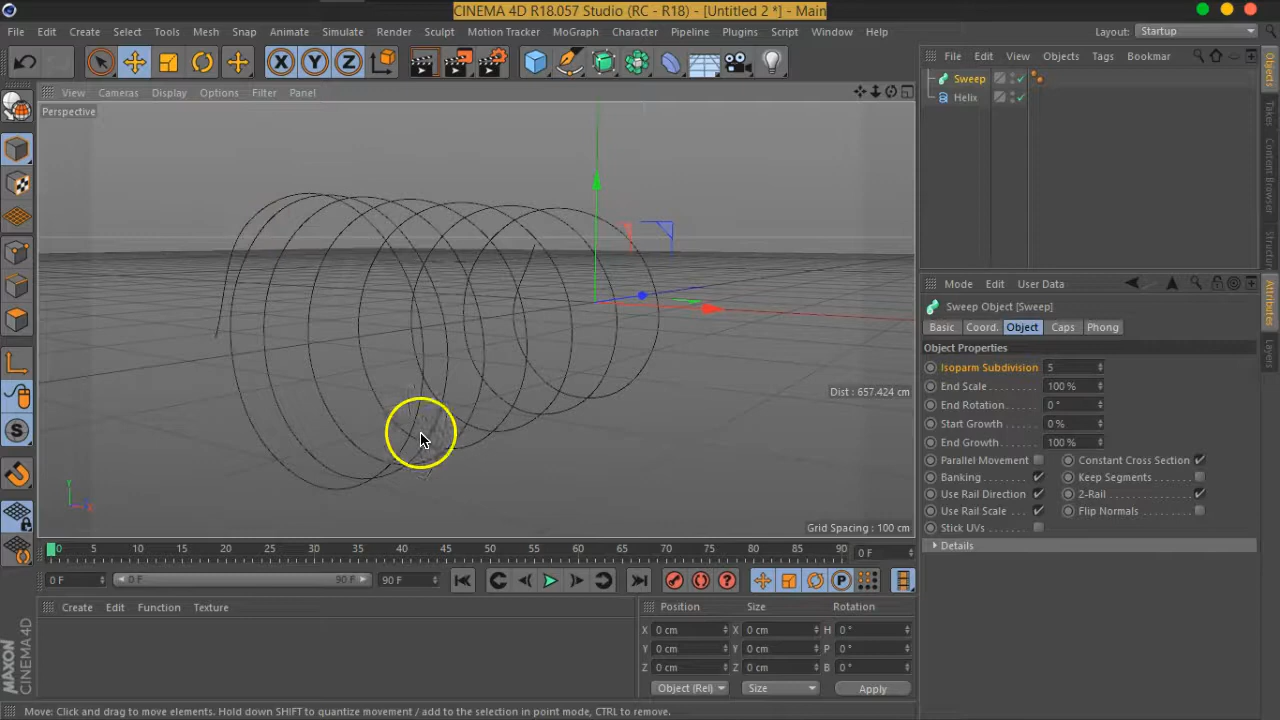 CINEMA 4D R18.057 Studio (RC - R18) - [Untitled 2 *] - Main
File Edit Create Select Tools Mesh Snap Animate Simulate Render Sculpt Motion Tracker MoGraph Character Pipeline Plugins Script Window Help Layout: Startup
X Y Z
File Edit View Objects Tags Bookmar
View Cameras Display Options Filter Panel
Perspective
Sweep
Helix
Objects
Takes
Content Browser
Structure
Mode Edit User Data
Sweep Object [Sweep]
Basic Coord. Object Caps Phong
Object Properties
Isoparm Subdivision 5
End Scale 100 %
End Rotation 0 °
Start Growth 0 %
End Growth 100 %
Parallel Movement Constant Cross Section
Banking Keep Segments
Use Rail Direction 2-Rail
Use Rail Scale Flip Normals
Stick UVs
Details
Attributes
Layers
Dist : 657.424 cm
Grid Spacing : 100 cm
Y
X
S
0 5 10 15 20 25 30 35 40 45 50 55 60 65 70 75 80 85 90 0 F
0 F 0 F 90 F 90 F
P
Create Edit Function Texture
Position Size Rotation
X 0 cm X 0 cm H 0 °
Y 0 cm Y 0 cm P 0 °
Z 0 cm Z 0 cm B 0 °
Object (Rel) Size Apply
MAXON
CINEMA 4D
Move: Click and drag to move elements. Hold down SHIFT to quantize movement / add to the selection in point mode, CTRL to remove.